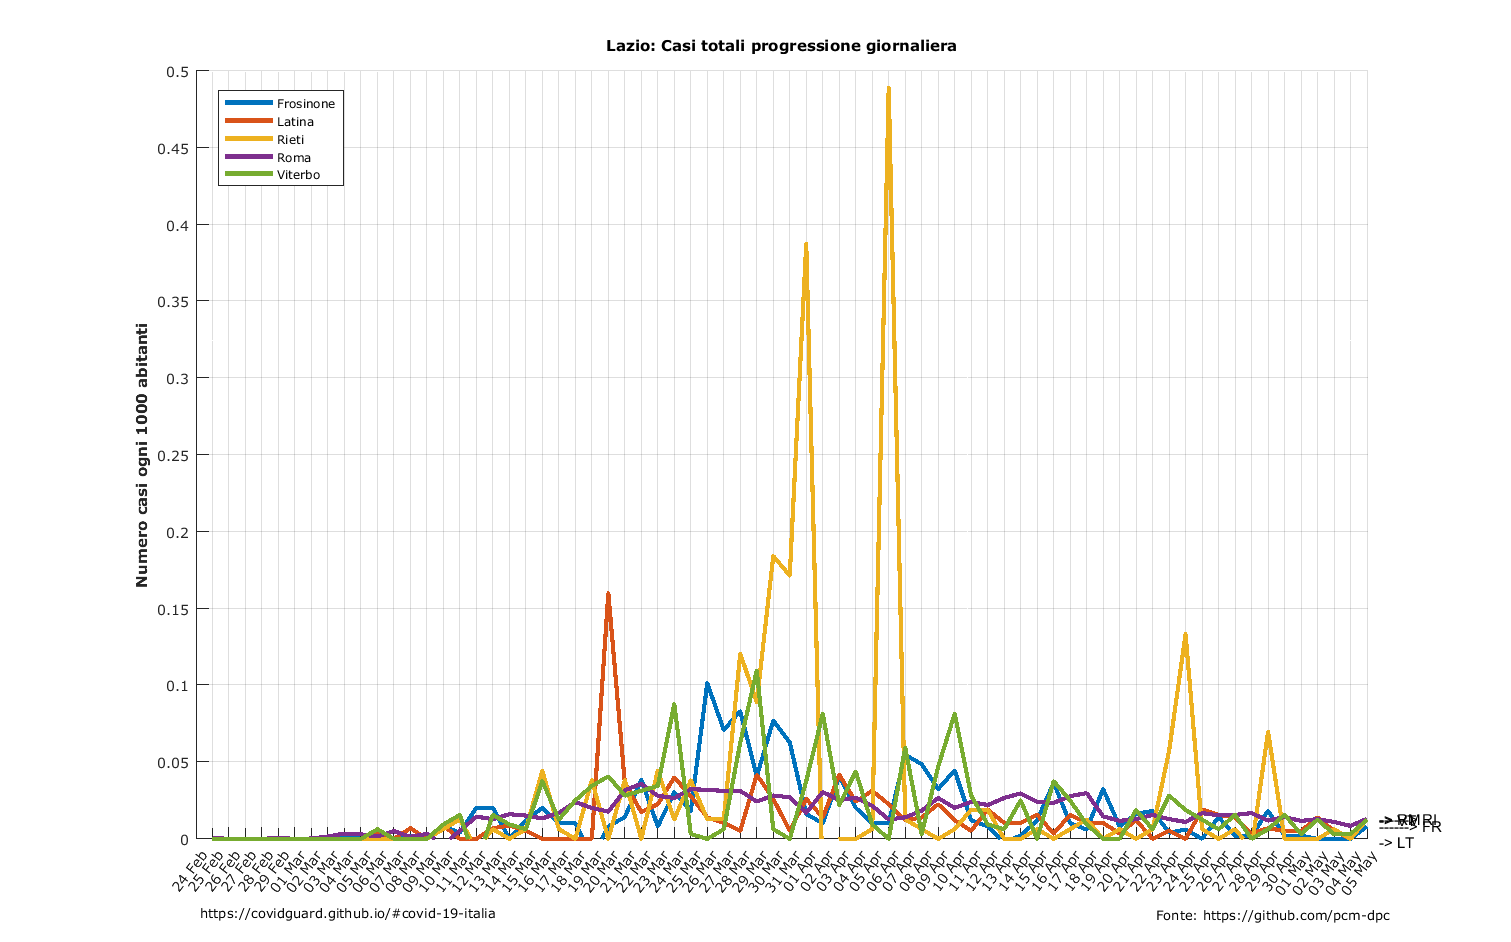 Lazio: Casi totali progressione giornaliera
Numero casi ogni 1000 abitanti
0.5
0.45
0.4
0.35
0.3
0.25
0.2
0.15
0.1
0.05
0
Frosinone
Latina
Rieti
Roma
Viterbo
------> FR
-> LT
24 Feb
25 Feb
26 Feb
27 Feb
28 Feb
29 Feb
01 Mar
02 Mar
03 Mar
04 Mar
05 Mar
06 Mar
07 Mar
08 Mar
09 Mar
10 Mar
11 Mar
12 Mar
13 Mar
14 Mar
15 Mar
16 Mar
17 Mar
18 Mar
19 Mar
20 Mar
21 Mar
22 Mar
23 Mar
24 Mar
25 Mar
26 Mar
27 Mar
28 Mar
29 Mar
30 Mar
31 Mar
01 Apr
02 Apr
03 Apr
04 Apr
05 Apr
06 Apr
07 Apr
08 Apr
09 Apr
10 Apr
11 Apr
12 Apr
13 Apr
14 Apr
15 Apr
16 Apr
17 Apr
18 Apr
19 Apr
20 Apr
21 Apr
22 Apr
23 Apr
24 Apr
25 Apr
26 Apr
27 Apr
28 Apr
29 Apr
30 Apr
01 May
02 May
03 May
04 May
05 May
https://covidguard.github.io/#covid-19-italia
Fonte: https://github.com/pcm-dpc